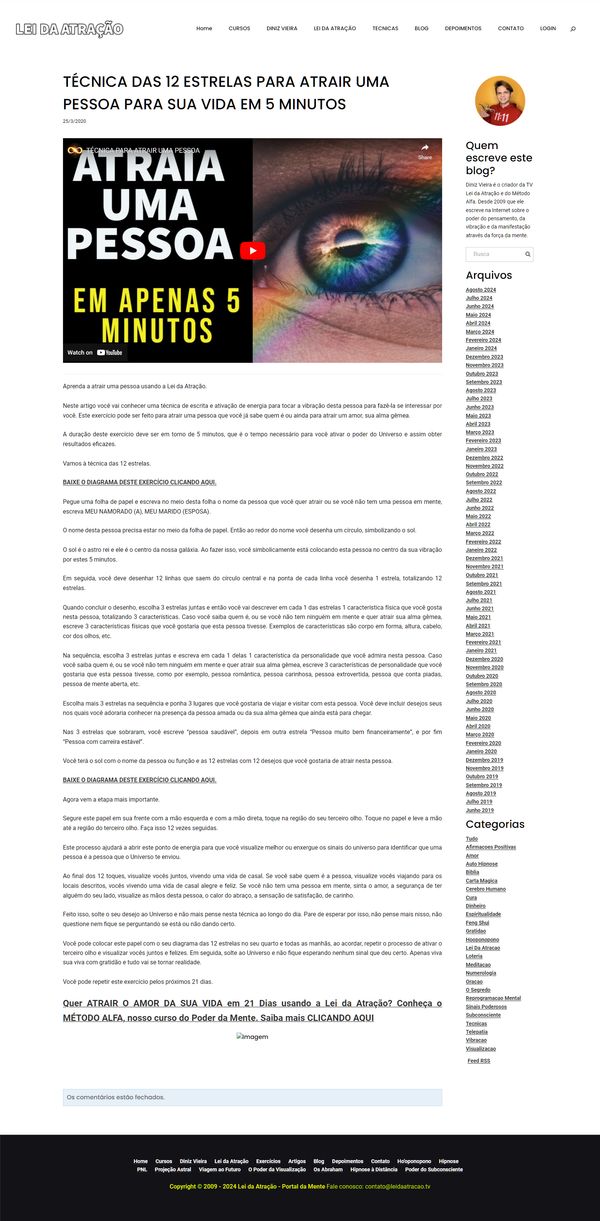 LEI DA ATRAÇÃO
Home CURSOS DINIZ VIEIRA LEI DA ATRAÇÃO TECNICAS BLOG DEPOIMENTOS CONTATO LOGIN
TÉCNICA DAS 12 ESTRELAS PARA ATRAIR UMA
PESSOA PARA SUA VIDA EM 5 MINUTOS
25/3/2020
TÉCNICA PARA ATRAIR UMA PESSOA
Share
ATRAIA
UMA
PESSOA
EM APENAS 5
MINUTOS
Watch on YouTube
Aprenda a atrair uma pessoa usando a Lei da Atração.
Neste artigo você vai conhecer uma técnica de escrita e ativação de energia para tocar a vibração desta pessoa para fazê-la se interessar por
você. Este exercício pode ser feito para atrair uma pessoa que você já sabe quem é ou ainda para atrair um amor, sua alma gêmea.
A duração deste exercício deve ser em torno de 5 minutos, que é o tempo necessário para você ativar o poder do Universo e assim obter
resultados eficazes.
Vamos à técnica das 12 estrelas.
BAIXE O DIAGRAMA DESTE EXERCÍCIO CLICANDO AQUI.
Pegue uma folha de papel e escreva no meio desta folha o nome da pessoa que você quer atrair ou se você não tem uma pessoa em mente,
escreva MEU NAMORADO (A), MEU MARIDO (ESPOSA).
O nome desta pessoa precisa estar no meio da folha de papel. Então ao redor do nome você desenha um círculo, simbolizando o sol.
O sol é o astro rei e ele é o centro da nossa galáxia. Ao fazer isso, você simbolicamente está colocando esta pessoa no centro da sua vibração
por estes 5 minutos.
Em seguida, você deve desenhar 12 linhas que saem do círculo central e na ponta de cada linha você desenha 1 estrela, totalizando 12
estrelas.
Quando concluir o desenho, escolha 3 estrelas juntas e então você vai descrever em cada 1 das estrelas 1 característica física que você gosta
nesta pessoa, totalizando 3 características. Caso você saiba quem é, ou se você não tem ninguém em mente e quer atrair sua alma gêmea,
escreve 3 características físicas que você gostaria que esta pessoa tivesse. Exemplos de características são corpo em forma, altura, cabelo,
cor dos olhos, etc.
Na sequência, escolha 3 estrelas juntas e escreva em cada 1 delas 1 característica da personalidade que você admira nesta pessoa. Caso
você saiba quem é, ou se você não tem ninguém em mente e quer atrair sua alma gêmea, escreve 3 características de personalidade que você
gostaria que esta pessoa tivesse, como por exemplo, pessoa romântica, pessoa carinhosa, pessoa extrovertida, pessoa que conta piadas,
pessoa de mente aberta, etc.
Escolha mais 3 estrelas na sequência e ponha 3 lugares que você gostaria de viajar e visitar com esta pessoa. Você deve incluir desejos seus
nos quais você adoraria conhecer na presença da pessoa amada ou da sua alma gêmea que ainda está para chegar.
Nas 3 estrelas que sobraram, você escreve "pessoa saudável", depois em outra estrela "Pessoa muito bem financeiramente", e por fim
"Pessoa com carreira estável".
Você terá o sol com o nome da pessoa ou função e as 12 estrelas com 12 desejos que você gostaria de atrair nesta pessoa.
BAIXE O DIAGRAMA DESTE EXERCÍCIO CLICANDO AQUI.
Agora vem a etapa mais importante.
Segure este papel em sua frente com a mão esquerda e com a mão direita, toque na região do seu terceiro olho. Toque no papel e leve a mão
até a região do terceiro olho. Faça isso 12 vezes seguidas.
Este processo ajudará a abrir este ponto de energia para que você visualize melhor ou enxergue os sinais do universo para identificar que uma
pessoa é a pessoa que o Universo te enviou.
Ao final dos 12 toques, visualize vocês juntos, vivendo uma vida de casal. Se você sabe quem é a pessoa, visualize vocês viajando para os
locais descritos, vocês vivendo uma vida de casal alegre e feliz. Se você não tem uma pessoa em mente, sinta o amor, a segurança de ter
alguém do seu lado, visualize as mãos desta pessoa, o calor do abraço, a sensação de satisfação, de carinho.
Feito isso, solte o seu desejo ao Universo e não mais pense nesta técnica ao longo do dia. Pare de esperar por isso, não pense mais nisso, não
questione nem fique se perguntando se está ou não dando certo.
Você pode colocar este papel com o seu diagrama das 12 estrelas no seu quarto e todas as manhãs, ao acordar, repetir o processo de ativar o
terceiro olho e visualizar vocês juntos e felizes. Em seguida, solte ao Universo e não fique esperando nenhum sinal que deu certo. Apenas viva
sua viva com gratidão e tudo vai se tornar realidade.
Você pode repetir este exercício pelos próximos 21 dias.
Quer ATRAIR O AMOR DA SUA VIDA em 21 Dias usando a Lei da Atração? Conheça o
MÉTODO ALFA, nosso curso do Poder da Mente. Saiba mais CLICANDO AQUI
Imagem
Os comentários estão fechados.
11:11
Quem
escreve este
blog?
Diniz Vieira é o criador da TV
Lei da Atração e do Método
Alfa. Desde 2009 que ele
escreve na Internet sobre o
poder do pensamento, da
vibração e da manifestação
através da força da mente.
Busca
Arquivos
Agosto 2024
Julho 2024
Junho 2024
Maio 2024
Abril 2024
Março 2024
Fevereiro 2024
Janeiro 2024
Dezembro 2023
Novembro 2023
Outubro 2023
Setembro 2023
Agosto 2023
Julho 2023
Junho 2023
Maio 2023
Abril 2023
Março 2023
Fevereiro 2023
Janeiro 2023
Dezembro 2022
Novembro 2022
Outubro 2022
Setembro 2022
Agosto 2022
Julho 2022
Junho 2022
Maio 2022
Abril 2022
Março 2022
Fevereiro 2022
Janeiro 2022
Dezembro 2021
Novembro 2021
Outubro 2021
Setembro 2021
Agosto 2021
Julho 2021
Junho 2021
Maio 2021
Abril 2021
Março 2021
Fevereiro 2021
Janeiro 2021
Dezembro 2020
Novembro 2020
Outubro 2020
Setembro 2020
Agosto 2020
Julho 2020
Junho 2020
Maio 2020
Abril 2020
Março 2020
Fevereiro 2020
Janeiro 2020
Dezembro 2019
Novembro 2019
Outubro 2019
Setembro 2019
Agosto 2019
Julho 2019
Junho 2019
Categorias
Tudo
Afirmacoes Positivas
Amor
Auto Hipnose
Biblia
Carta Magica
Cerebro Humano
Cura
Dinheiro
Espiritualidade
Feng Shui
Gratidao
Hooponopono
Lei Da Atracao
Loteria
Meditacao
Numerologia
Oracao
O Segredo
Reprogramacao Mental
Sinais Poderosos
Subconsciente
Tecnicas
Telepatia
Vibracao
Visualizacao
Feed RSS
Home Cursos Diniz Vieira Lei da Atração Exercícios Artigos Blog Depoimentos Contato Ho'oponopono Hipnose
PNL Projeção Astral Viagem ao Futuro O Poder da Visualização Os Abraham Hipnose à Distância Poder do Subconsciente
Copyright © 2009 - 2024 Lei da Atração - Portal da Mente Fale conosco: contato@leidaatracao.tv